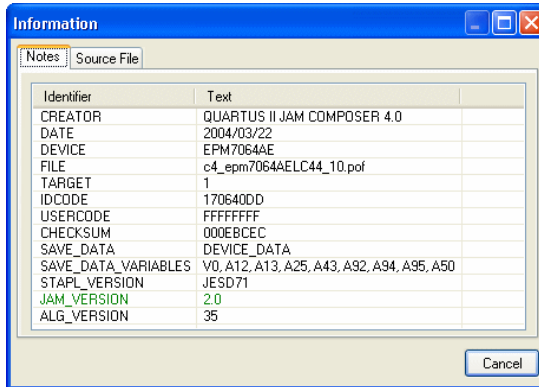 Information
Notes Source File
Identifier Text
CREATOR QUARTUS II JAM COMPOSER 4.0
DATE 2004/03/22
DEVICE EPM7064AE
FILE c4_epm7064AELC44_10.pof
TARGET 1
IDCODE 170640DD
USERCODE FFFFFFFF
CHECKSUM 000EBCEC
SAVE_DATA DEVICE_DATA
SAVE_DATA_VARIABLES V0, A12, A13, A25, A43, A92, A94, A95, A50
STAPL_VERSION JESD71
JAM_VERSION 2.0
ALG_VERSION 35
Cancel